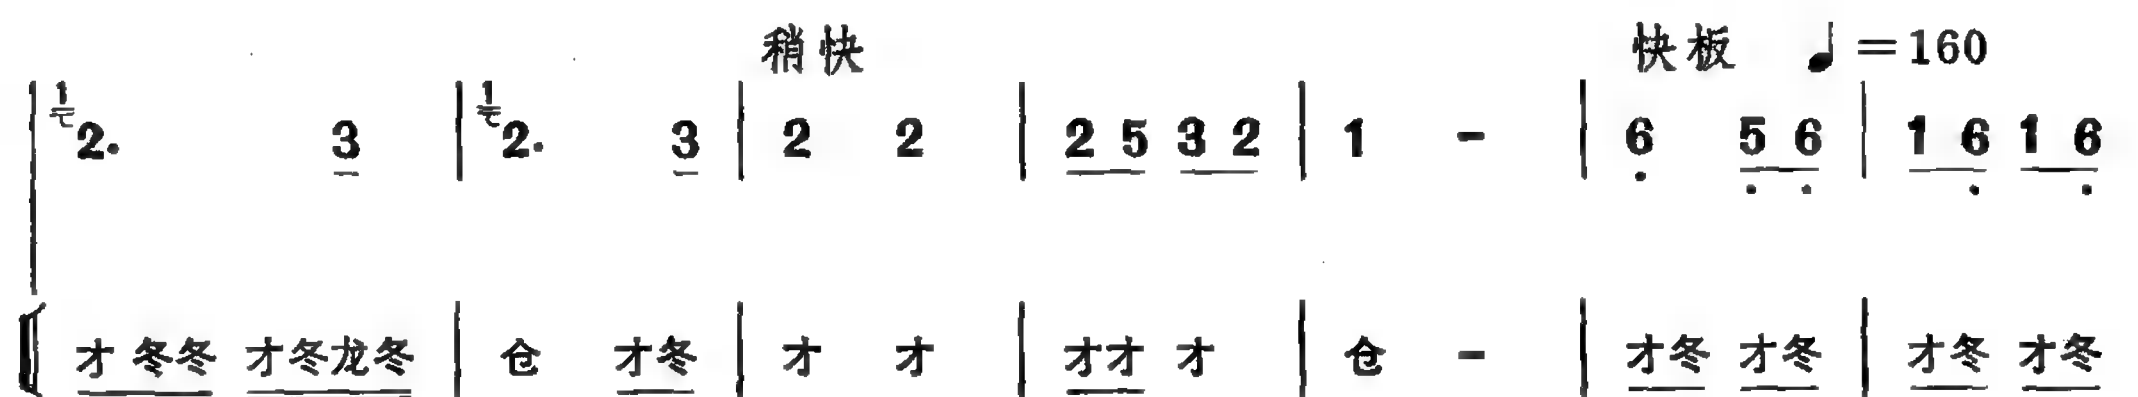 稍快 快板 ♩=160
1 2. 3 | 1 2. 3 | 2 2 | 2 5 3 2 | 1 - | 6 5 6 | 1 6 1 6
才 冬冬 才冬龙冬 | 仓 才冬 | 才 才 | 才才 才 | 仓 - | 才冬 才冬 | 才冬 才冬